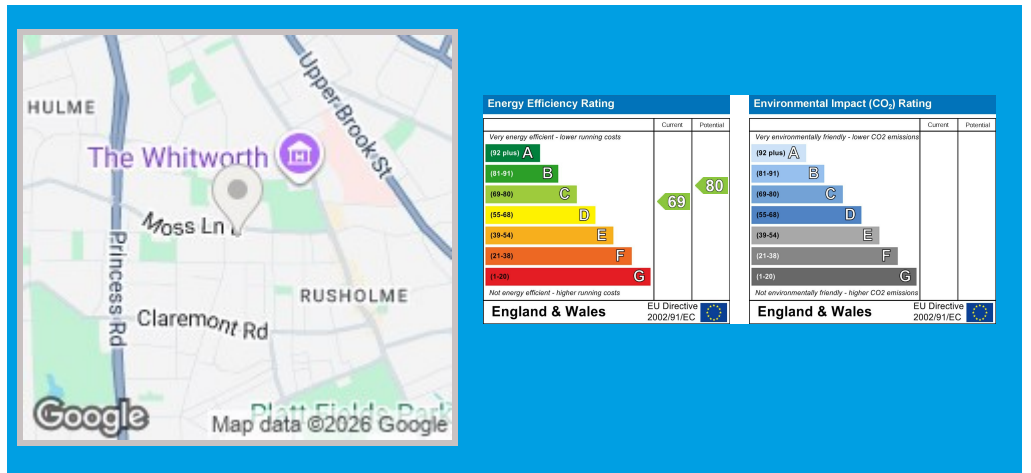 HULME
Upper Brook St
The Whitworth
Moss Ln
Princess Rd
RUSHOLME
Claremont Rd
Platt Fields Park
Google
Map data ©2026 Google
Energy Efficiency Rating
Current Potential
Very energy efficient - lower running costs
(92 plus) A
(81-91) B
(69-80) C
(55-68) D
(39-54) E
(21-38) F
(1-20) G
69
80
Not energy efficient - higher running costs
England & Wales
EU Directive
2002/91/EC
Environmental Impact (CO₂) Rating
Current Potential
Very environmentally friendly - lower CO2 emissions
(92 plus) A
(81-91) B
(69-80) C
(55-68) D
(39-54) E
(21-38) F
(1-20) G
Not environmentally friendly - higher CO2 emissions
England & Wales
EU Directive
2002/91/EC